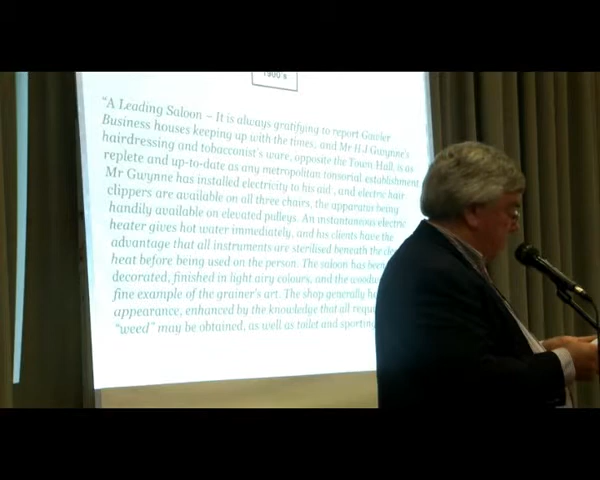 1900's
"A Leading Saloon – It is always gratifying to report Gawler
Business houses keeping up with the times, and Mr H J Gwynne's
hairdressing and tobacconist's ware, opposite the Town Hall, is as
replete and up-to-date as any metropolitan tonsorial establishment
Mr Gwynne has installed electricity to his aid , and electric hair
clippers are available on all three chairs, the apparatus being
handily available on elevated pulleys. An instantaneous electric
heater gives hot water immediately, and his clients have the
advantage that all instruments are sterilised beneath the
heat before being used on the person. The saloon has been
decorated, finished in light airy colours, and the
fine example of the grainer's art. The shop generally
appearance, enhanced by the knowledge that all
"weed" may be obtained, as well as toilet and sporting